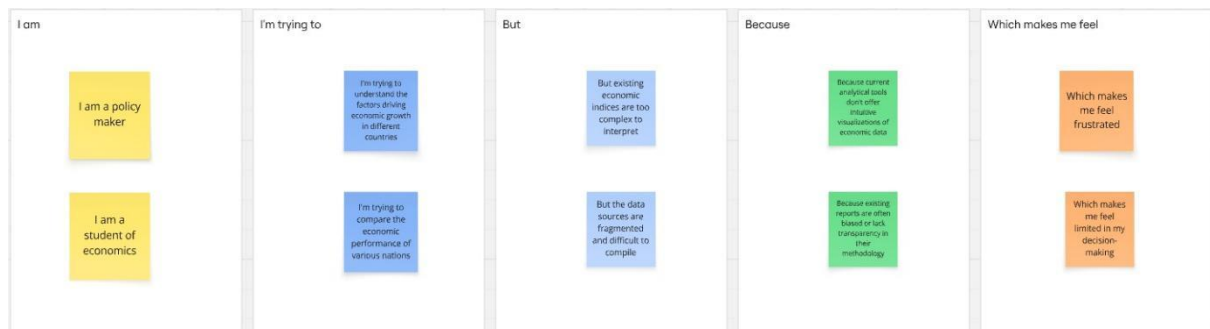 I am
I'm trying to
But
Because
Which makes me feel
I am a policy
maker
I'm trying to
understand the
factors driving
economic growth
in different
countries
But existing
economic
indices are too
complex to
interpret
Because current
analytical tools
don't offer
intuitive
visualizations of
economic data
Which makes
me feel
frustrated
I am a
student of
economics
I'm trying to
compare the
economic
performance of
various nations
But the data
sources are
fragmented
and difficult to
compile
Because existing
reports are often
biased or lack
transparency in
their
methodology
Which makes
me feel
limited in my
decision-
making